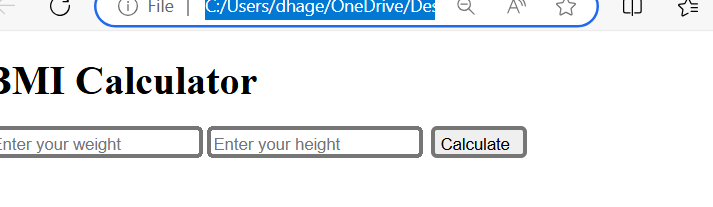 File | C:/Users/dhage/OneDrive/Des
BMI Calculator
Enter your weight Enter your height Calculate